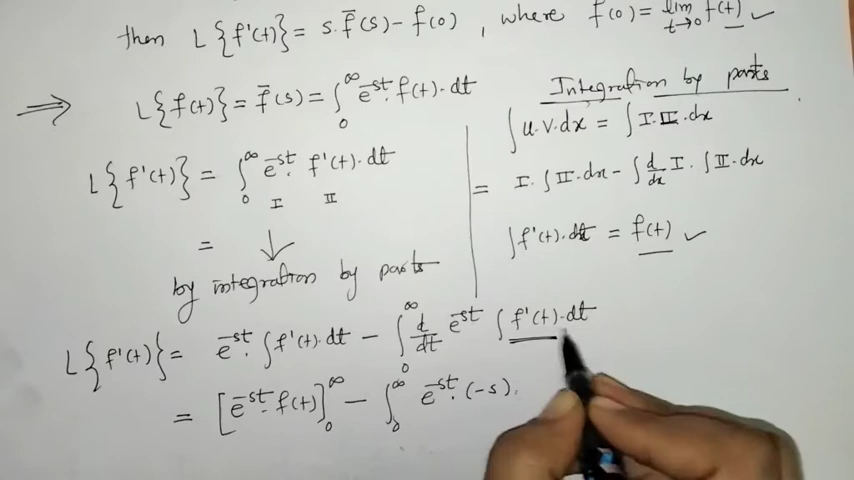 then L{f'(t)} = s.f̄(s) - f(0), where f(0) = lim t→0 f(t) ✓
⇒ L{f(t)} = f̄(s) = ∫₀^∞ e^-st. f(t)·dt
L{f'(t)} = ∫₀^∞ e^-st. f'(t)·dt
I II
= ↓
by integration by parts
Integration by parts
∫u.v.dx = ∫I.II.dx
= I.∫II.dx - ∫d/dx I. ∫II.dx
∫f'(t).dt = f(t) ✓
L{f'(t)} = e^-st. ∫f'(t).dt - ∫₀^∞ d/dt e^-st ∫f'(t).dt
= [e^-st. f(t)]₀^∞ - ∫₀^∞ e^-st. (-s).